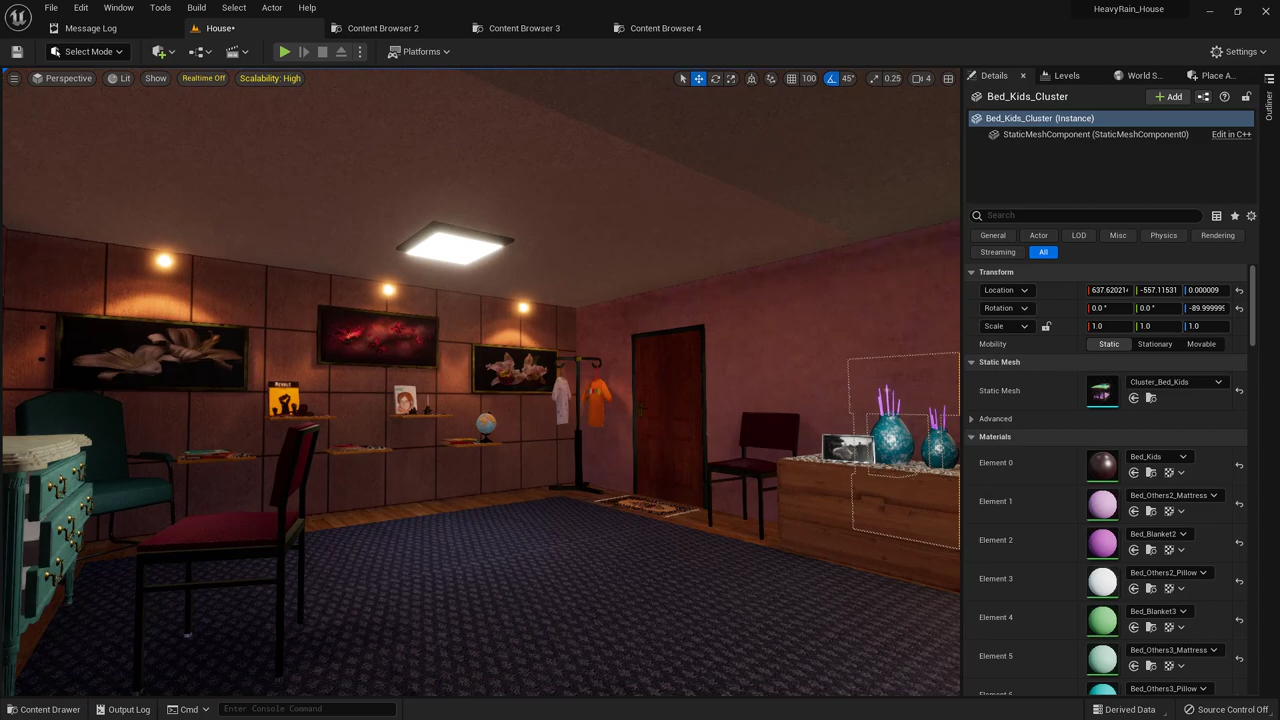 File Edit Window Tools Build Select Actor Help
HeavyRain_House
Message Log House• Content Browser 2 Content Browser 3 Content Browser 4
Select Mode Platforms Settings
Perspective Lit Show Realtime Off Scalability: High 100 45° 0.25 4
Details Levels World S... Place A...
Outliner
Bed_Kids_Cluster Add
Bed_Kids_Cluster (Instance)
StaticMeshComponent (StaticMeshComponent0) Edit in C++
Search
General Actor LOD Misc Physics Rendering
Streaming All
Transform
Location 637.62021 -557.11531 0.000009
Rotation 0.0 ° 0.0 ° -89.999999
Scale 1.0 1.0 1.0
Mobility Static Stationary Movable
Static Mesh
Static Mesh Cluster_Bed_Kids
Advanced
Materials
Element 0 Bed_Kids
Element 1 Bed_Others2_Mattress
Element 2 Bed_Blanket2
Element 3 Bed_Others2_Pillow
Element 4 Bed_Blanket3
Element 5 Bed_Others3_Mattress
Bed_Others3_Pillow
Content Drawer Output Log Cmd Enter Console Command Derived Data Source Control Off